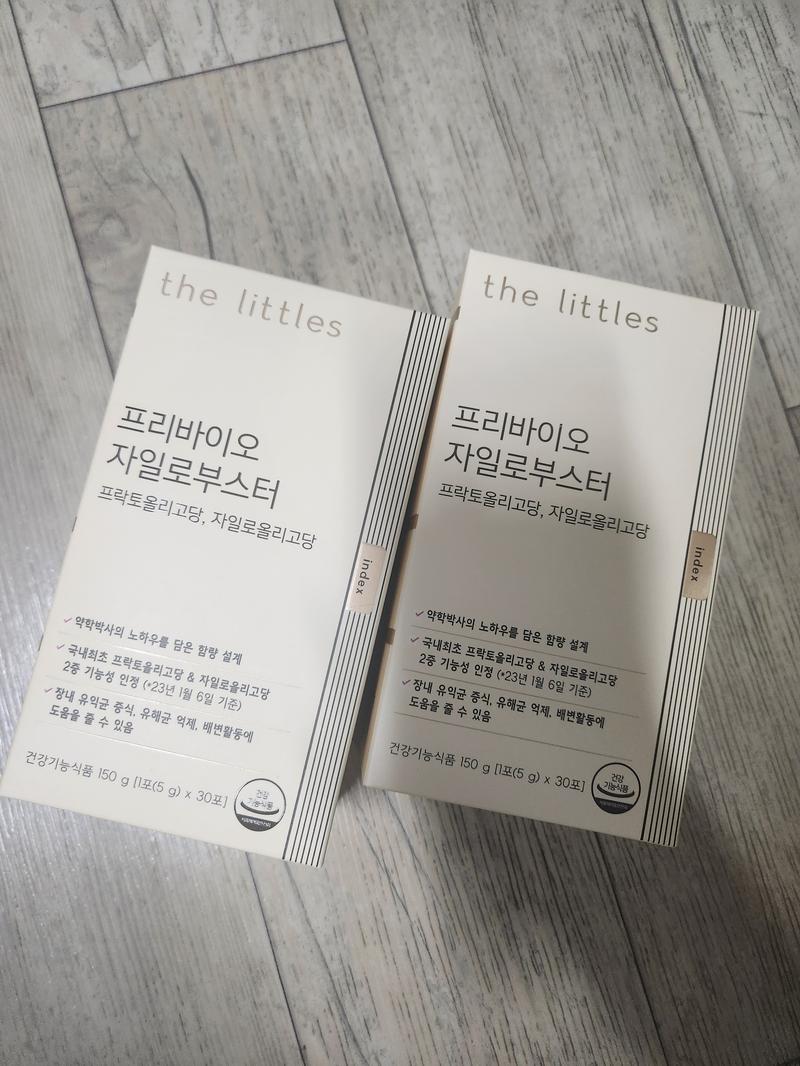 the littles
프리바이오
자일로부스터
프락토올리고당, 자일로올리고당
index
✓ 약학박사의 노하우를 담은 함량 설계
✓ 국내최초 프락토올리고당 & 자일로올리고당
2중 기능성 인정 (*23년 1월 6일 기준)
✓ 장내 유익균 증식, 유해균 억제, 배변활동에
도움을 줄 수 있음
건강기능식품 150 g [1포(5 g) x 30포]
건강
기능식품
the littles
프리바이오
자일로부스터
프락토올리고당, 자일로올리고당
index
✓ 약학박사의 노하우를 담은 함량 설계
✓ 국내최초 프락토올리고당 & 자일로올리고당
2중 기능성 인정 (*23년 1월 6일 기준)
✓ 장내 유익균 증식, 유해균 억제, 배변활동에
도움을 줄 수 있음
건강기능식품 150 g [1포(5 g) x 30포]
건강
기능식품